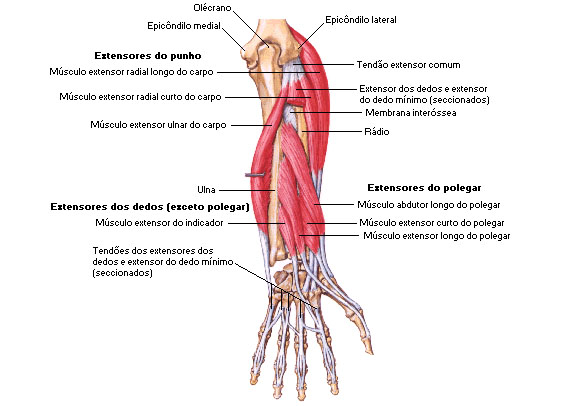 Olécrano
Epicôndilo medial
Epicôndilo lateral
Extensores do punho
Músculo extensor radial longo do carpo
Músculo extensor radial curto do carpo
Músculo extensor ulnar do carpo
Tendão extensor comum
Extensor dos dedos e extensor
do dedo mínimo (seccionados)
Membrana interóssea
Rádio
Ulna
Extensores dos dedos (exceto polegar)
Músculo extensor do indicador
Extensores do polegar
Músculo abdutor longo do polegar
Músculo extensor curto do polegar
Músculo extensor longo do polegar
Tendões dos extensores dos
dedos e extensor do dedo mínimo
(seccionados)